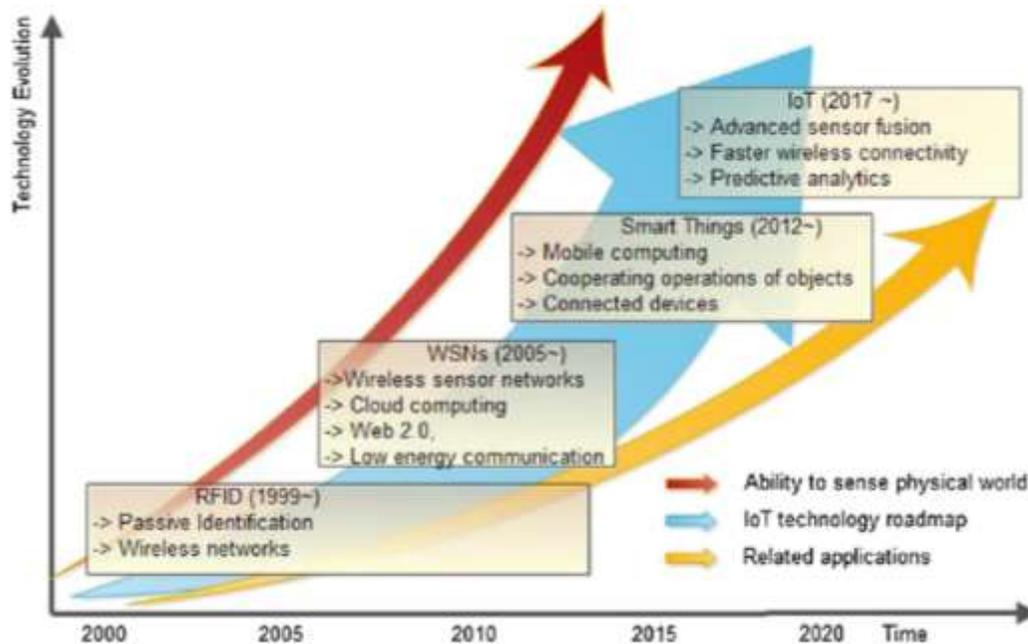 Technology Evolution
IoT (2017 ~)
-> Advanced sensor fusion
-> Faster wireless connectivity
-> Predictive analytics
Smart Things (2012~)
-> Mobile computing
-> Cooperating operations of objects
-> Connected devices
WSNs (2005~)
->Wireless sensor networks
-> Cloud computing
-> Web 2.0,
-> Low energy communication
RFID (1999~)
-> Passive Identification
-> Wireless networks
Ability to sense physical world
IoT technology roadmap
Related applications
2000 2005 2010 2015 2020 Time